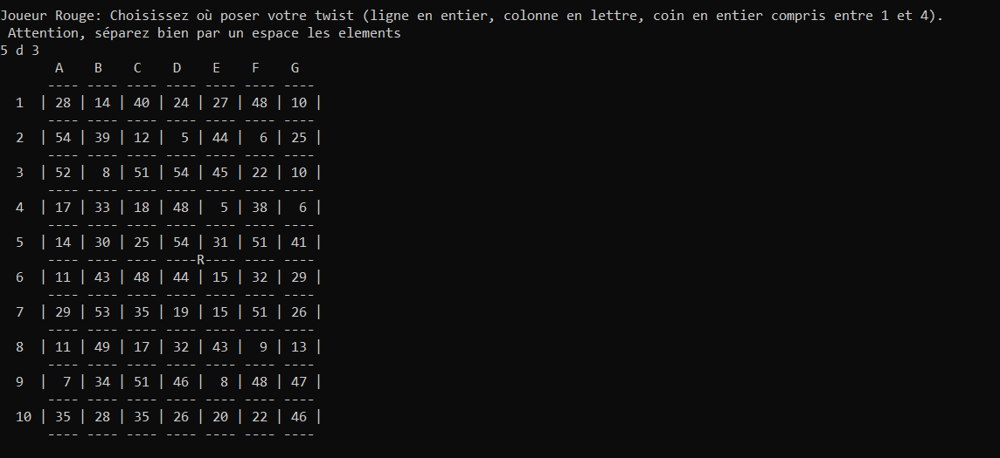 Joueur Rouge: Choisissez où poser votre twist (ligne en entier, colonne en lettre, coin en entier compris entre 1 et 4).
 Attention, séparez bien par un espace les elements
5 d 3
       A    B    C    D    E    F    G
      ---- ---- ---- ---- ---- ---- ----
  1  | 28 | 14 | 40 | 24 | 27 | 48 | 10 |
      ---- ---- ---- ---- ---- ---- ----
  2  | 54 | 39 | 12 |  5 | 44 |  6 | 25 |
      ---- ---- ---- ---- ---- ---- ----
  3  | 52 |  8 | 51 | 54 | 45 | 22 | 10 |
      ---- ---- ---- ---- ---- ---- ----
  4  | 17 | 33 | 18 | 48 |  5 | 38 |  6 |
      ---- ---- ---- ---- ---- ---- ----
  5  | 14 | 30 | 25 | 54 | 31 | 51 | 41 |
      ---- ---- ---- ----R---- ---- ----
  6  | 11 | 43 | 48 | 44 | 15 | 32 | 29 |
      ---- ---- ---- ---- ---- ---- ----
  7  | 29 | 53 | 35 | 19 | 15 | 51 | 26 |
      ---- ---- ---- ---- ---- ---- ----
  8  | 11 | 49 | 17 | 32 | 43 |  9 | 13 |
      ---- ---- ---- ---- ---- ---- ----
  9  |  7 | 34 | 51 | 46 |  8 | 48 | 47 |
      ---- ---- ---- ---- ---- ---- ----
  10 | 35 | 28 | 35 | 26 | 20 | 22 | 46 |
      ---- ---- ---- ---- ---- ---- ----